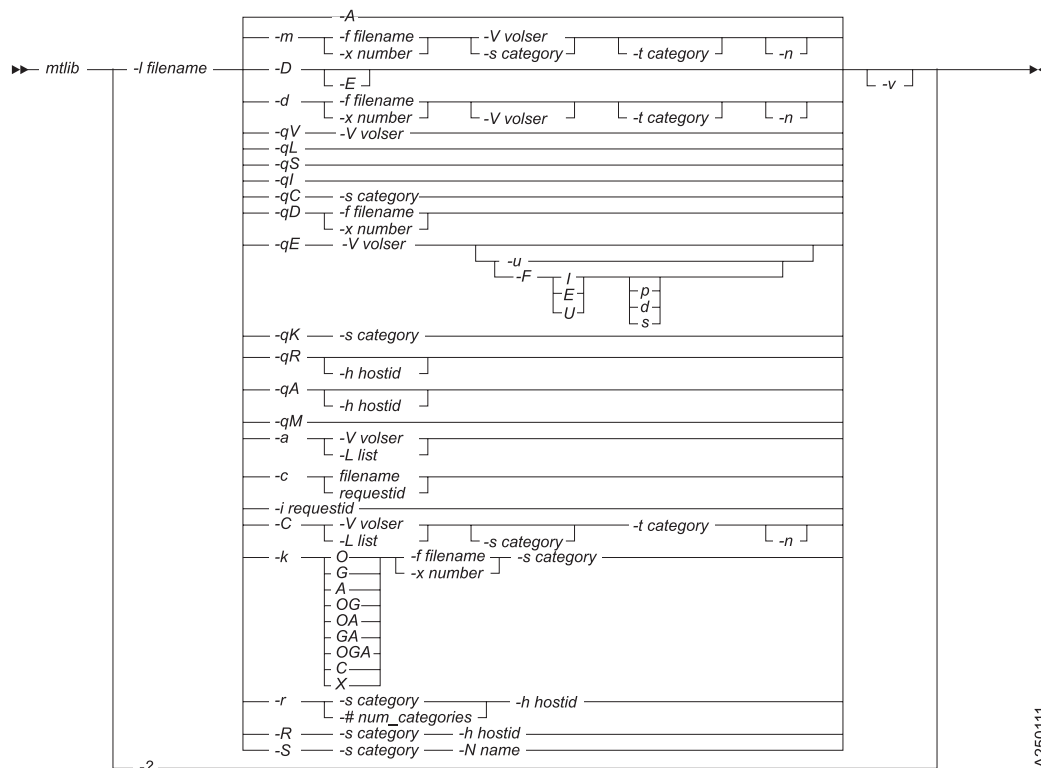 -A
-m -f filename -V volser
-x number -s category -t category -n
mtlib -l filename -D
-E -v
-d -f filename
-x number -V volser -t category -n
-qV -V volser
-qL
-qS
-qI
-qC -s category
-qD -f filename
-x number
-qE -V volser
-u
-F I
E p
U d
s
-qK -s category
-qR
-h hostid
-qA
-h hostid
-qM
-a -V volser
-L list
-c filename
requestid
-i requestid
-C -V volser -t category
-L list -s category -n
-k O -f filename -s category
G -x number
A
OG
OA
GA
OGA
C
X
-r -s category -h hostid
-# num_categories
-R -s category -h hostid
-S -s category -N name
-?
A250111